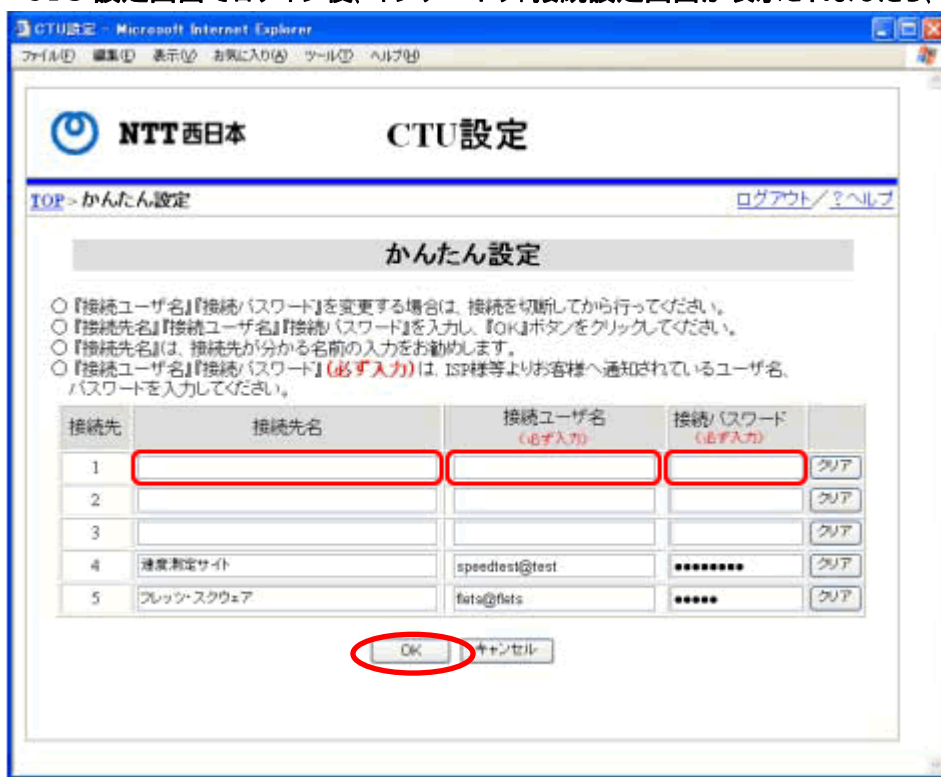 CTU設定 - Microsoft Internet Explorer
ファイル(F) 編集(E) 表示(V) お気に入り(A) ツール(T) ヘルプ(H)
NTT西日本 CTU設定
TOP > かんたん設定 ログアウト/?ヘルプ
かんたん設定
○『接続ユーザ名』『接続パスワード』を変更する場合は、接続を切断してから行ってください。
○『接続先名』『接続ユーザ名』『接続パスワード』を入力し、『OK』ボタンをクリックしてください。
○『接続先名』は、接続先が分かる名前の入力をお勧めします。
○『接続ユーザ名』『接続パスワード』(必ず入力)は、ISP様等よりお客様へ通知されているユーザ名、
パスワードを入力してください。
接続先 接続先名 接続ユーザ名 (必ず入力) 接続パスワード (必ず入力)
1 クリア
2 クリア
3 クリア
4 速度測定サイト speedtest@test ●●●●●●●● クリア
5 フレッツ・スクウェア flets@flets ●●●●● クリア
OK キャンセル